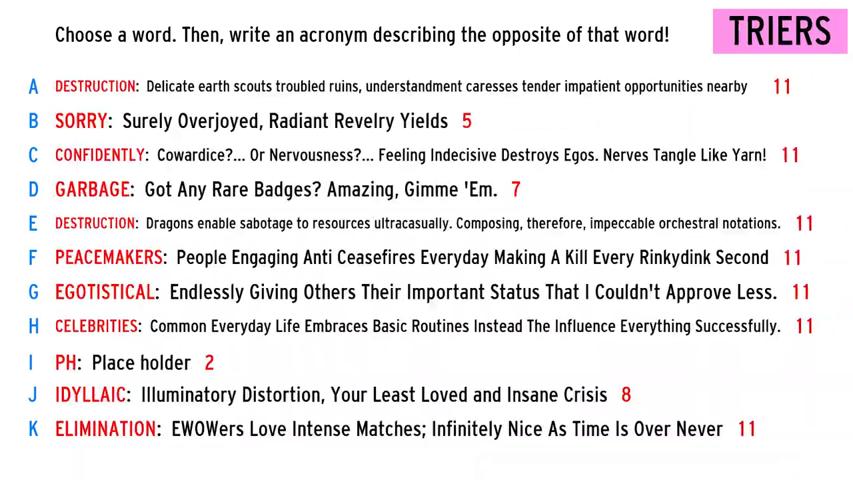 Choose a word. Then, write an acronym describing the opposite of that word!
TRIERS
A DESTRUCTION: Delicate earth scouts troubled ruins, understandment caresses tender impatient opportunities nearby 11
B SORRY: Surely Overjoyed, Radiant Revelry Yields 5
C CONFIDENTLY: Cowardice?... Or Nervousness?... Feeling Indecisive Destroys Egos. Nerves Tangle Like Yarn! 11
D GARBAGE: Got Any Rare Badges? Amazing, Gimme 'Em. 7
E DESTRUCTION: Dragons enable sabotage to resources ultracasually. Composing, therefore, impeccable orchestral notations. 11
F PEACEMAKERS: People Engaging Anti Ceasefires Everyday Making A Kill Every Rinkydink Second 11
G EGOTISTICAL: Endlessly Giving Others Their Important Status That I Couldn't Approve Less. 11
H CELEBRITIES: Common Everyday Life Embraces Basic Routines Instead The Influence Everything Successfully. 11
I PH: Place holder 2
J IDYLLAIC: Illuminatory Distortion, Your Least Loved and Insane Crisis 8
K ELIMINATION: EWOWers Love Intense Matches; Infinitely Nice As Time Is Over Never 11